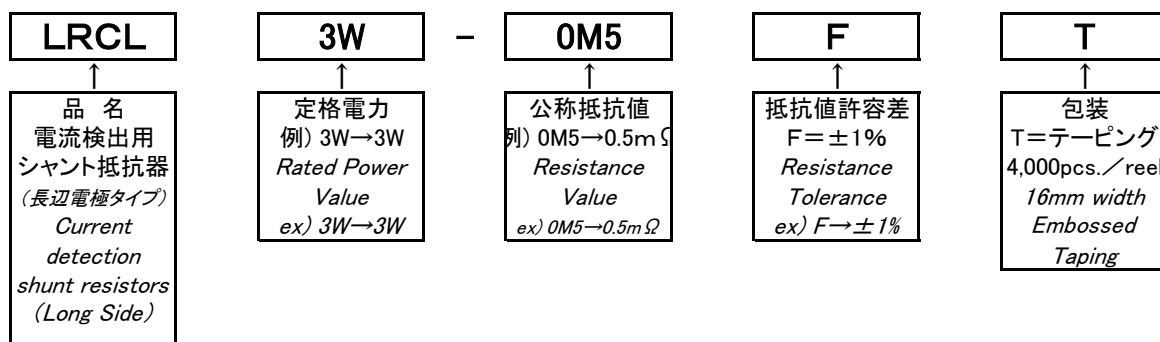 LRCL 3W － 0M5 F T
↑ ↑ ↑ ↑ ↑
品 名
電流検出用
シャント抵抗器
（長辺電極タイプ）
Current
detection
shunt resistors
（Long Side）
定格電力
例） 3W→3W
Rated Power
Value
ex） 3W→3W
公称抵抗値
例） 0M5→0.5mΩ
Resistance
Value
ex） 0M5→0.5mΩ
抵抗値許容差
F＝±1%
Resistance
Tolerance
ex） F→±1%
包装
T＝テーピング
4,000pcs.／reel
16mm width
Embossed
Taping